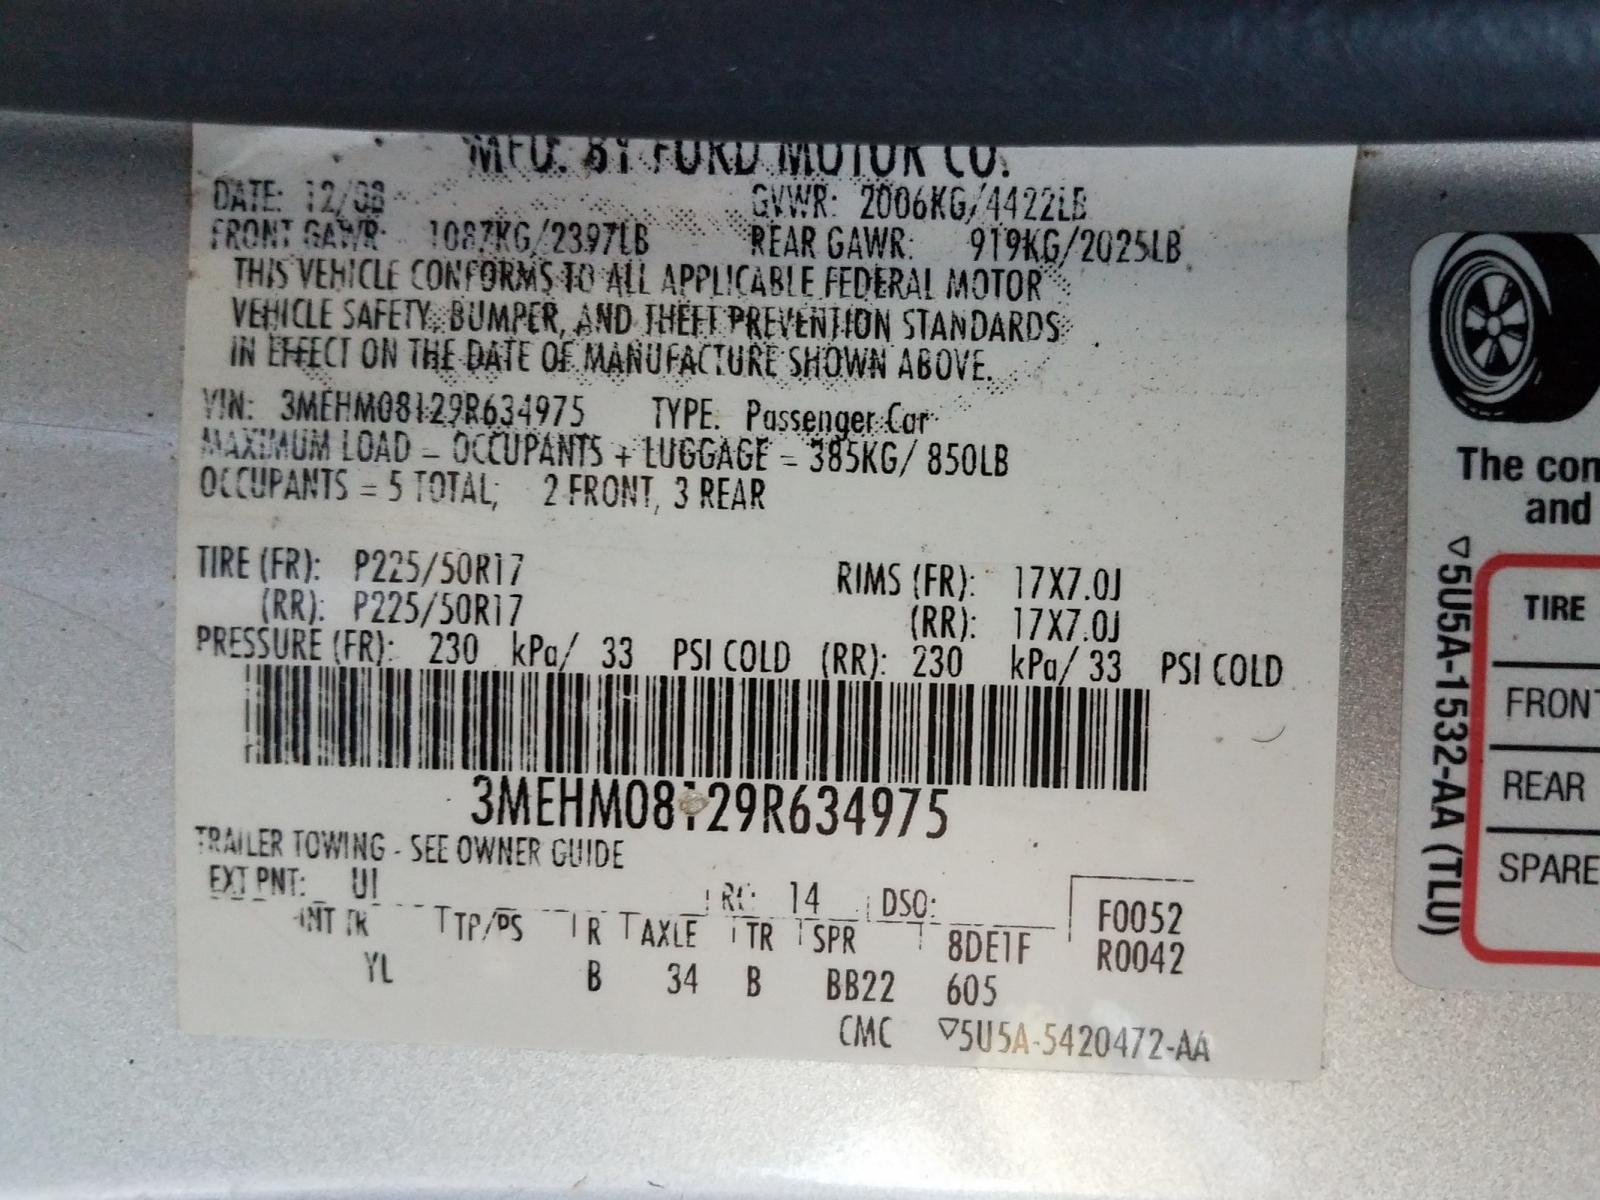 MFD. BY FORD MOTOR CO.
DATE: 12/08 GVWR: 2006KG/4422LB
FRONT GAWR: 1087KG/2397LB REAR GAWR: 919KG/2025LB
THIS VEHICLE CONFORMS TO ALL APPLICABLE FEDERAL MOTOR
VEHICLE SAFETY, BUMPER, AND THEFT PREVENTION STANDARDS
IN EFFECT ON THE DATE OF MANUFACTURE SHOWN ABOVE.
VIN: 3MEHM08129R634975 TYPE: Passenger Car
MAXIMUM LOAD = OCCUPANTS + LUGGAGE = 385KG/ 850LB
OCCUPANTS = 5 TOTAL; 2 FRONT, 3 REAR
TIRE (FR): P225/50R17 RIMS (FR): 17X7.0J
(RR): P225/50R17 (RR): 17X7.0J
PRESSURE (FR): 230 kPa/ 33 PSI COLD (RR): 230 kPa/ 33 PSI COLD
3MEHM08129R634975
TRAILER TOWING - SEE OWNER GUIDE
EXT PNT: UI RC: 14 DSO: F0052
INT TR TP/PS R AXLE TR SPR 8DE1F R0042
YL B 34 B BB22 605
CMC ▽5U5A-5420472-AA
The con
and
▽5U5A-1532-AA (TLU)
TIRE
FRONT
REAR
SPARE